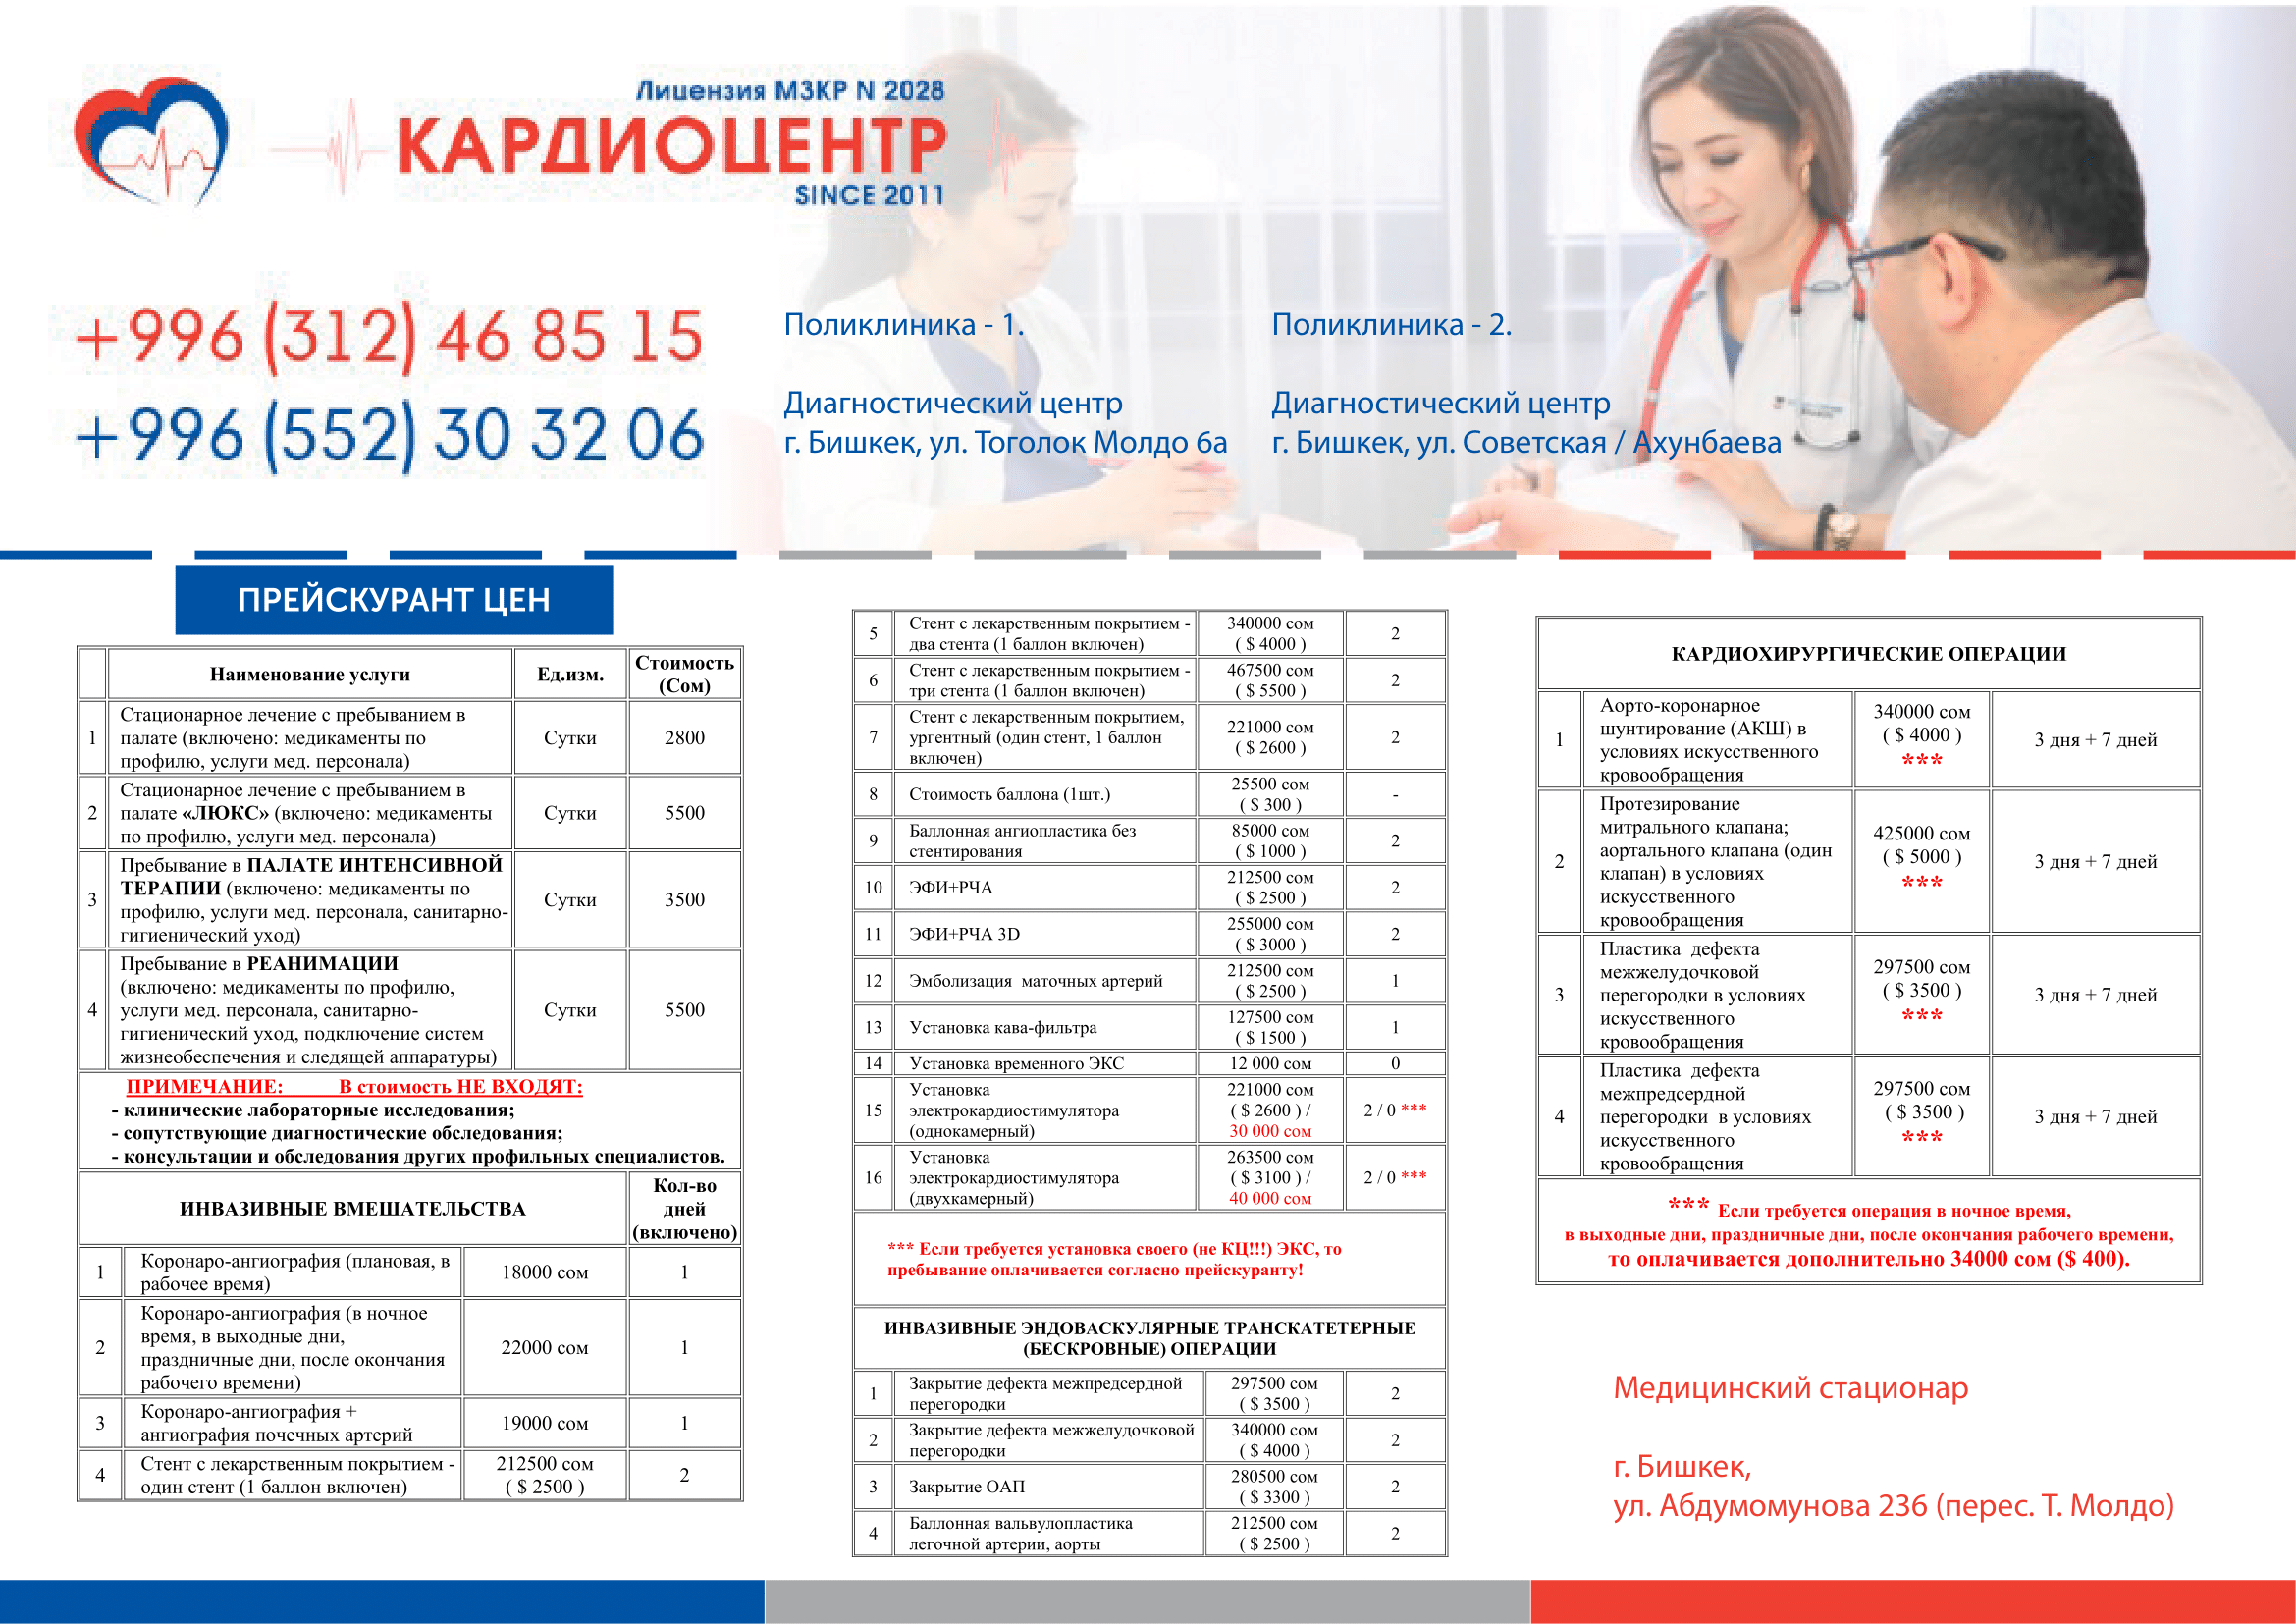 Лицензия МЗКР N 2028
КАРДИОЦЕНТР
SINCE 2011
+996 (312) 46 85 15
+996 (552) 30 32 06
Поликлиника - 1.
Диагностический центр
г. Бишкек, ул. Тоголок Молдо 6а
Поликлиника - 2.
Диагностический центр
г. Бишкек, ул. Советская / Ахунбаева
ПРЕЙСКУРАНТ ЦЕН
Наименование услуги Ед.изм. Стоимость
(Сом)
1 Стационарное лечение с пребыванием в
палате (включено: медикаменты по
профилю, услуги мед. персонала) Сутки 2800
2 Стационарное лечение с пребыванием в
палате «ЛЮКС» (включено: медикаменты
по профилю, услуги мед. персонала) Сутки 5500
3 Пребывание в ПАЛАТЕ ИНТЕНСИВНОЙ
ТЕРАПИИ (включено: медикаменты по
профилю, услуги мед. персонала, санитарно-
гигиенический уход) Сутки 3500
4 Пребывание в РЕАНИМАЦИИ
(включено: медикаменты по профилю,
услуги мед. персонала, санитарно-
гигиенический уход, подключение систем
жизнеобеспечения и следящей аппаратуры) Сутки 5500
ПРИМЕЧАНИЕ: В стоимость НЕ ВХОДЯТ:
- клинические лабораторные исследования;
- сопутствующие диагностические обследования;
- консультации и обследования других профильных специалистов.
ИНВАЗИВНЫЕ ВМЕШАТЕЛЬСТВА Кол-во
дней
(включено)
1 Коронаро-ангиография (плановая, в
рабочее время) 18000 сом 1
2 Коронаро-ангиография (в ночное
время, в выходные дни,
праздничные дни, после окончания
рабочего времени) 22000 сом 1
3 Коронаро-ангиография +
ангиография почечных артерий 19000 сом 1
4 Стент с лекарственным покрытием -
один стент (1 баллон включен) 212500 сом
( $ 2500 ) 2
5 Стент с лекарственным покрытием -
два стента (1 баллон включен) 340000 сом
( $ 4000 ) 2
6 Стент с лекарственным покрытием -
три стента (1 баллон включен) 467500 сом
( $ 5500 ) 2
7 Стент с лекарственным покрытием,
ургентный (один стент, 1 баллон
включен) 221000 сом
( $ 2600 ) 2
8 Стоимость баллона (1шт.) 25500 сом
( $ 300 ) -
9 Баллонная ангиопластика без
стентирования 85000 сом
( $ 1000 ) 2
10 ЭФИ+РЧА 212500 сом
( $ 2500 ) 2
11 ЭФИ+РЧА 3D 255000 сом
( $ 3000 ) 2
12 Эмболизация маточных артерий 212500 сом
( $ 2500 ) 1
13 Установка кава-фильтра 127500 сом
( $ 1500 ) 1
14 Установка временного ЭКС 12 000 сом 0
15 Установка
электрокардиостимулятора
(однокамерный) 221000 сом
( $ 2600 ) /
30 000 сом 2 / 0 ***
16 Установка
электрокардиостимулятора
(двухкамерный) 263500 сом
( $ 3100 ) /
40 000 сом 2 / 0 ***
*** Если требуется установка своего (не КЦ!!!) ЭКС, то
пребывание оплачивается согласно прейскуранту!
ИНВАЗИВНЫЕ ЭНДОВАСКУЛЯРНЫЕ ТРАНСКАТЕТЕРНЫЕ
(БЕСКРОВНЫЕ) ОПЕРАЦИИ
1 Закрытие дефекта межпредсердной
перегородки 297500 сом
( $ 3500 ) 2
2 Закрытие дефекта межжелудочковой
перегородки 340000 сом
( $ 4000 ) 2
3 Закрытие ОАП 280500 сом
( $ 3300 ) 2
4 Баллонная вальвулопластика
легочной артерии, аорты 212500 сом
( $ 2500 ) 2
КАРДИОХИРУРГИЧЕСКИЕ ОПЕРАЦИИ
1 Аорто-коронарное
шунтирование (АКШ) в
условиях искусственного
кровообращения 340000 сом
( $ 4000 )
*** 3 дня + 7 дней
2 Протезирование
митрального клапана;
аортального клапана (один
клапан) в условиях
искусственного
кровообращения 425000 сом
( $ 5000 )
*** 3 дня + 7 дней
3 Пластика дефекта
межжелудочковой
перегородки в условиях
искусственного
кровообращения 297500 сом
( $ 3500 )
*** 3 дня + 7 дней
4 Пластика дефекта
межпредсердной
перегородки в условиях
искусственного
кровообращения 297500 сом
( $ 3500 )
*** 3 дня + 7 дней
*** Если требуется операция в ночное время,
в выходные дни, праздничные дни, после окончания рабочего времени,
то оплачивается дополнительно 34000 сом ($ 400).
Медицинский стационар
г. Бишкек,
ул. Абдумомунова 236 (перес. Т. Молдо)